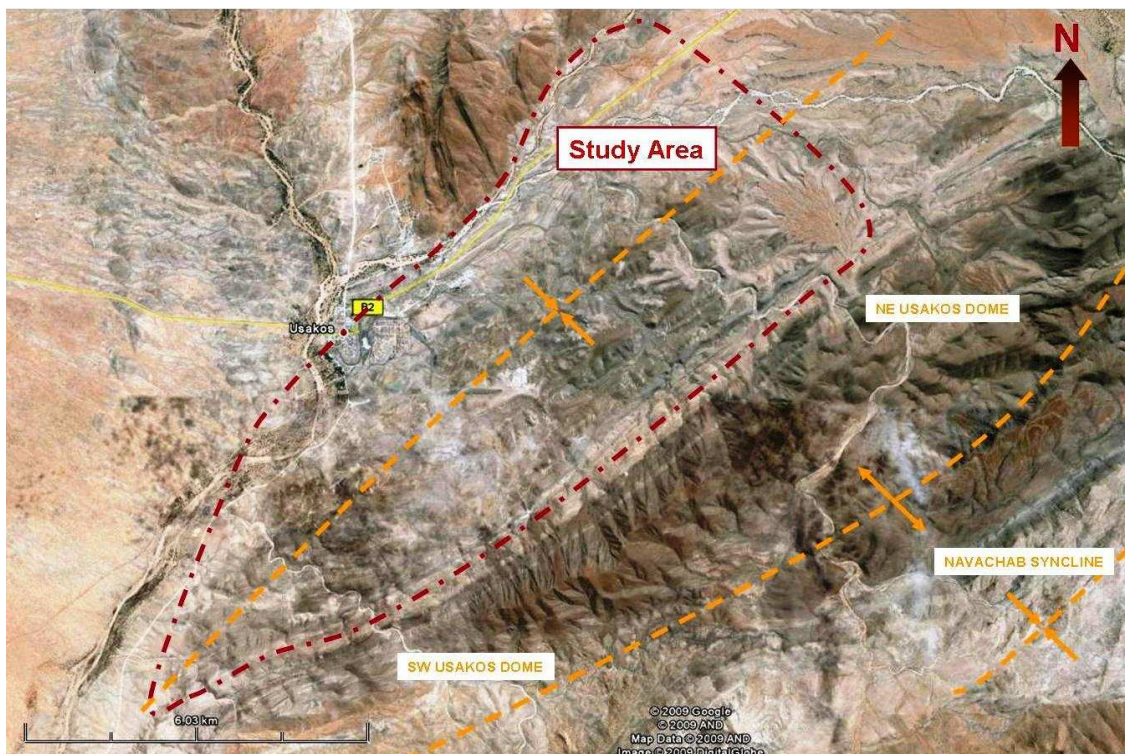 N
Study Area
B2
Usakos
NE USAKOS DOME
NAVACHAB SYNCLINE
SW USAKOS DOME
6.03 km
© 2009 Google
© 2009 AND
Map Data © 2009 AND
Image © 2009 DigitalGlobe